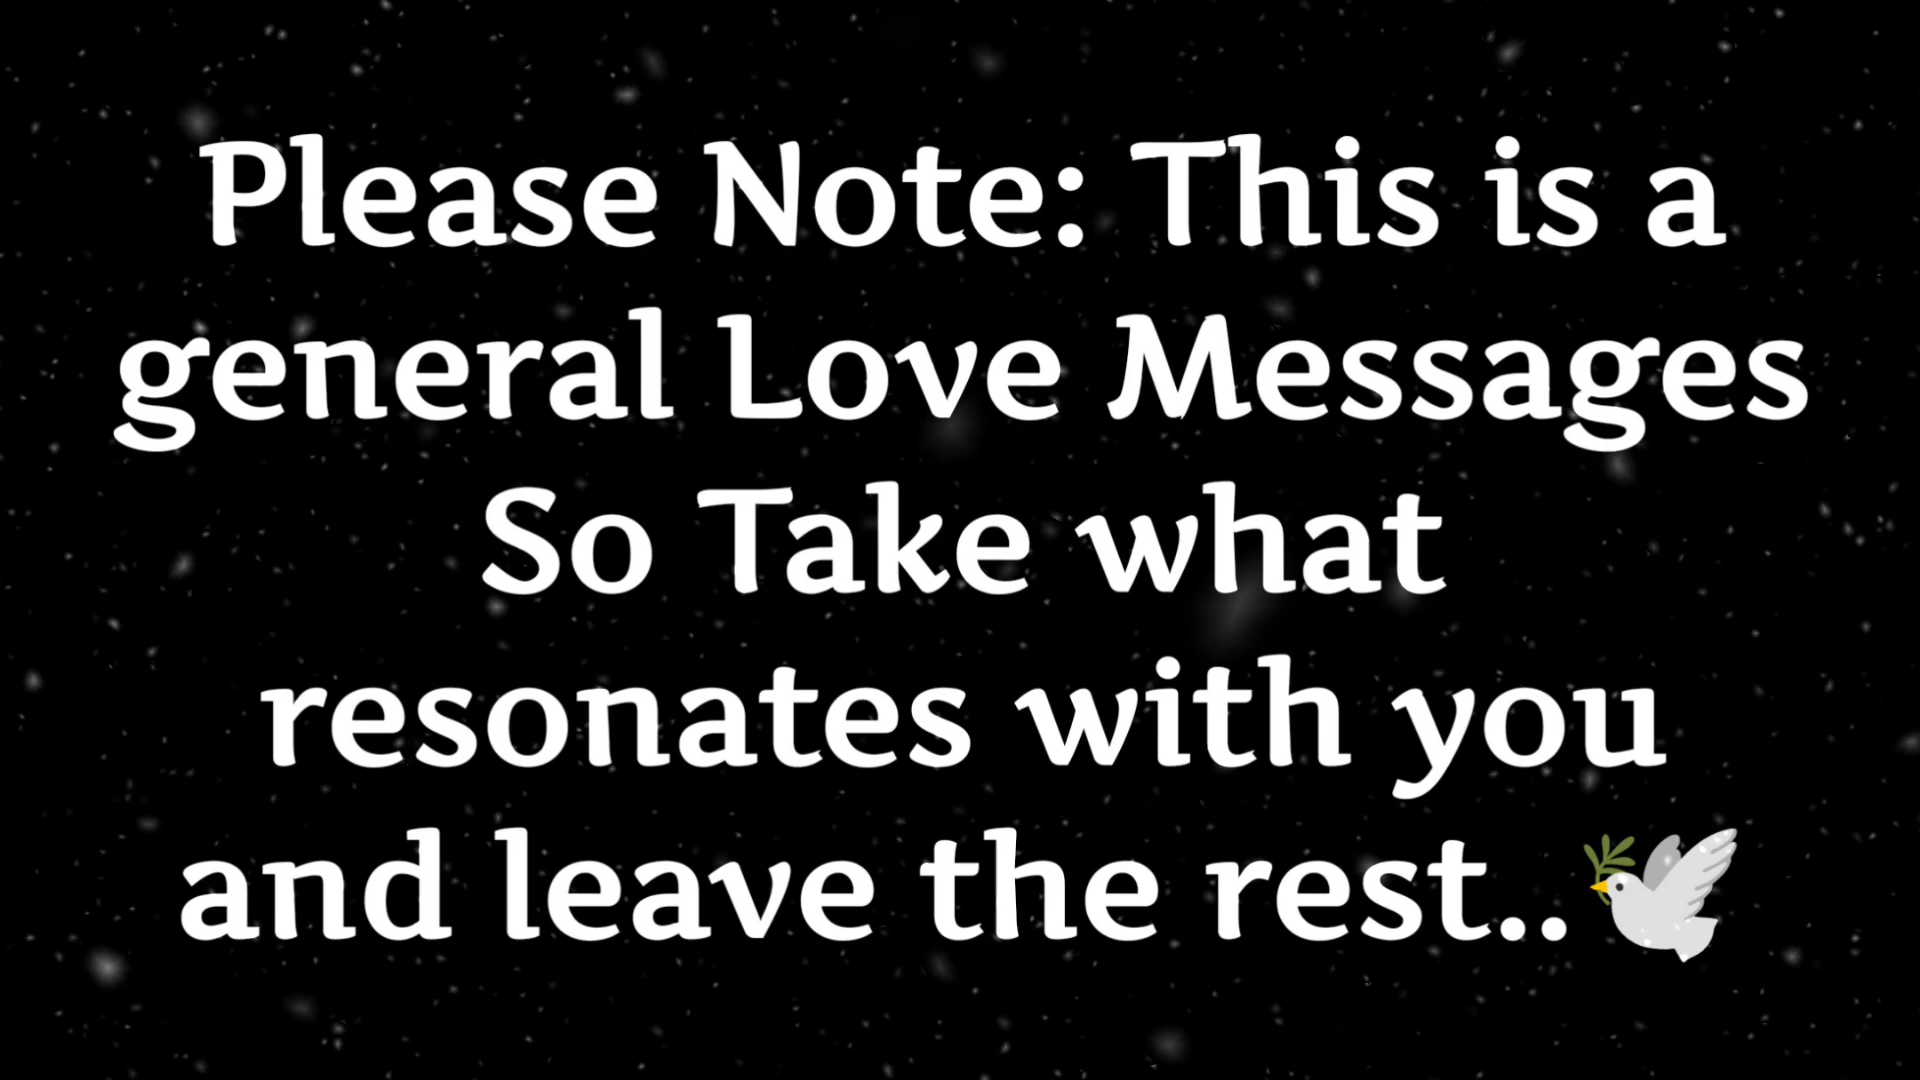 Please Note: This is a
general Love Messages
So Take what
resonates with you
and leave the rest..🕊️